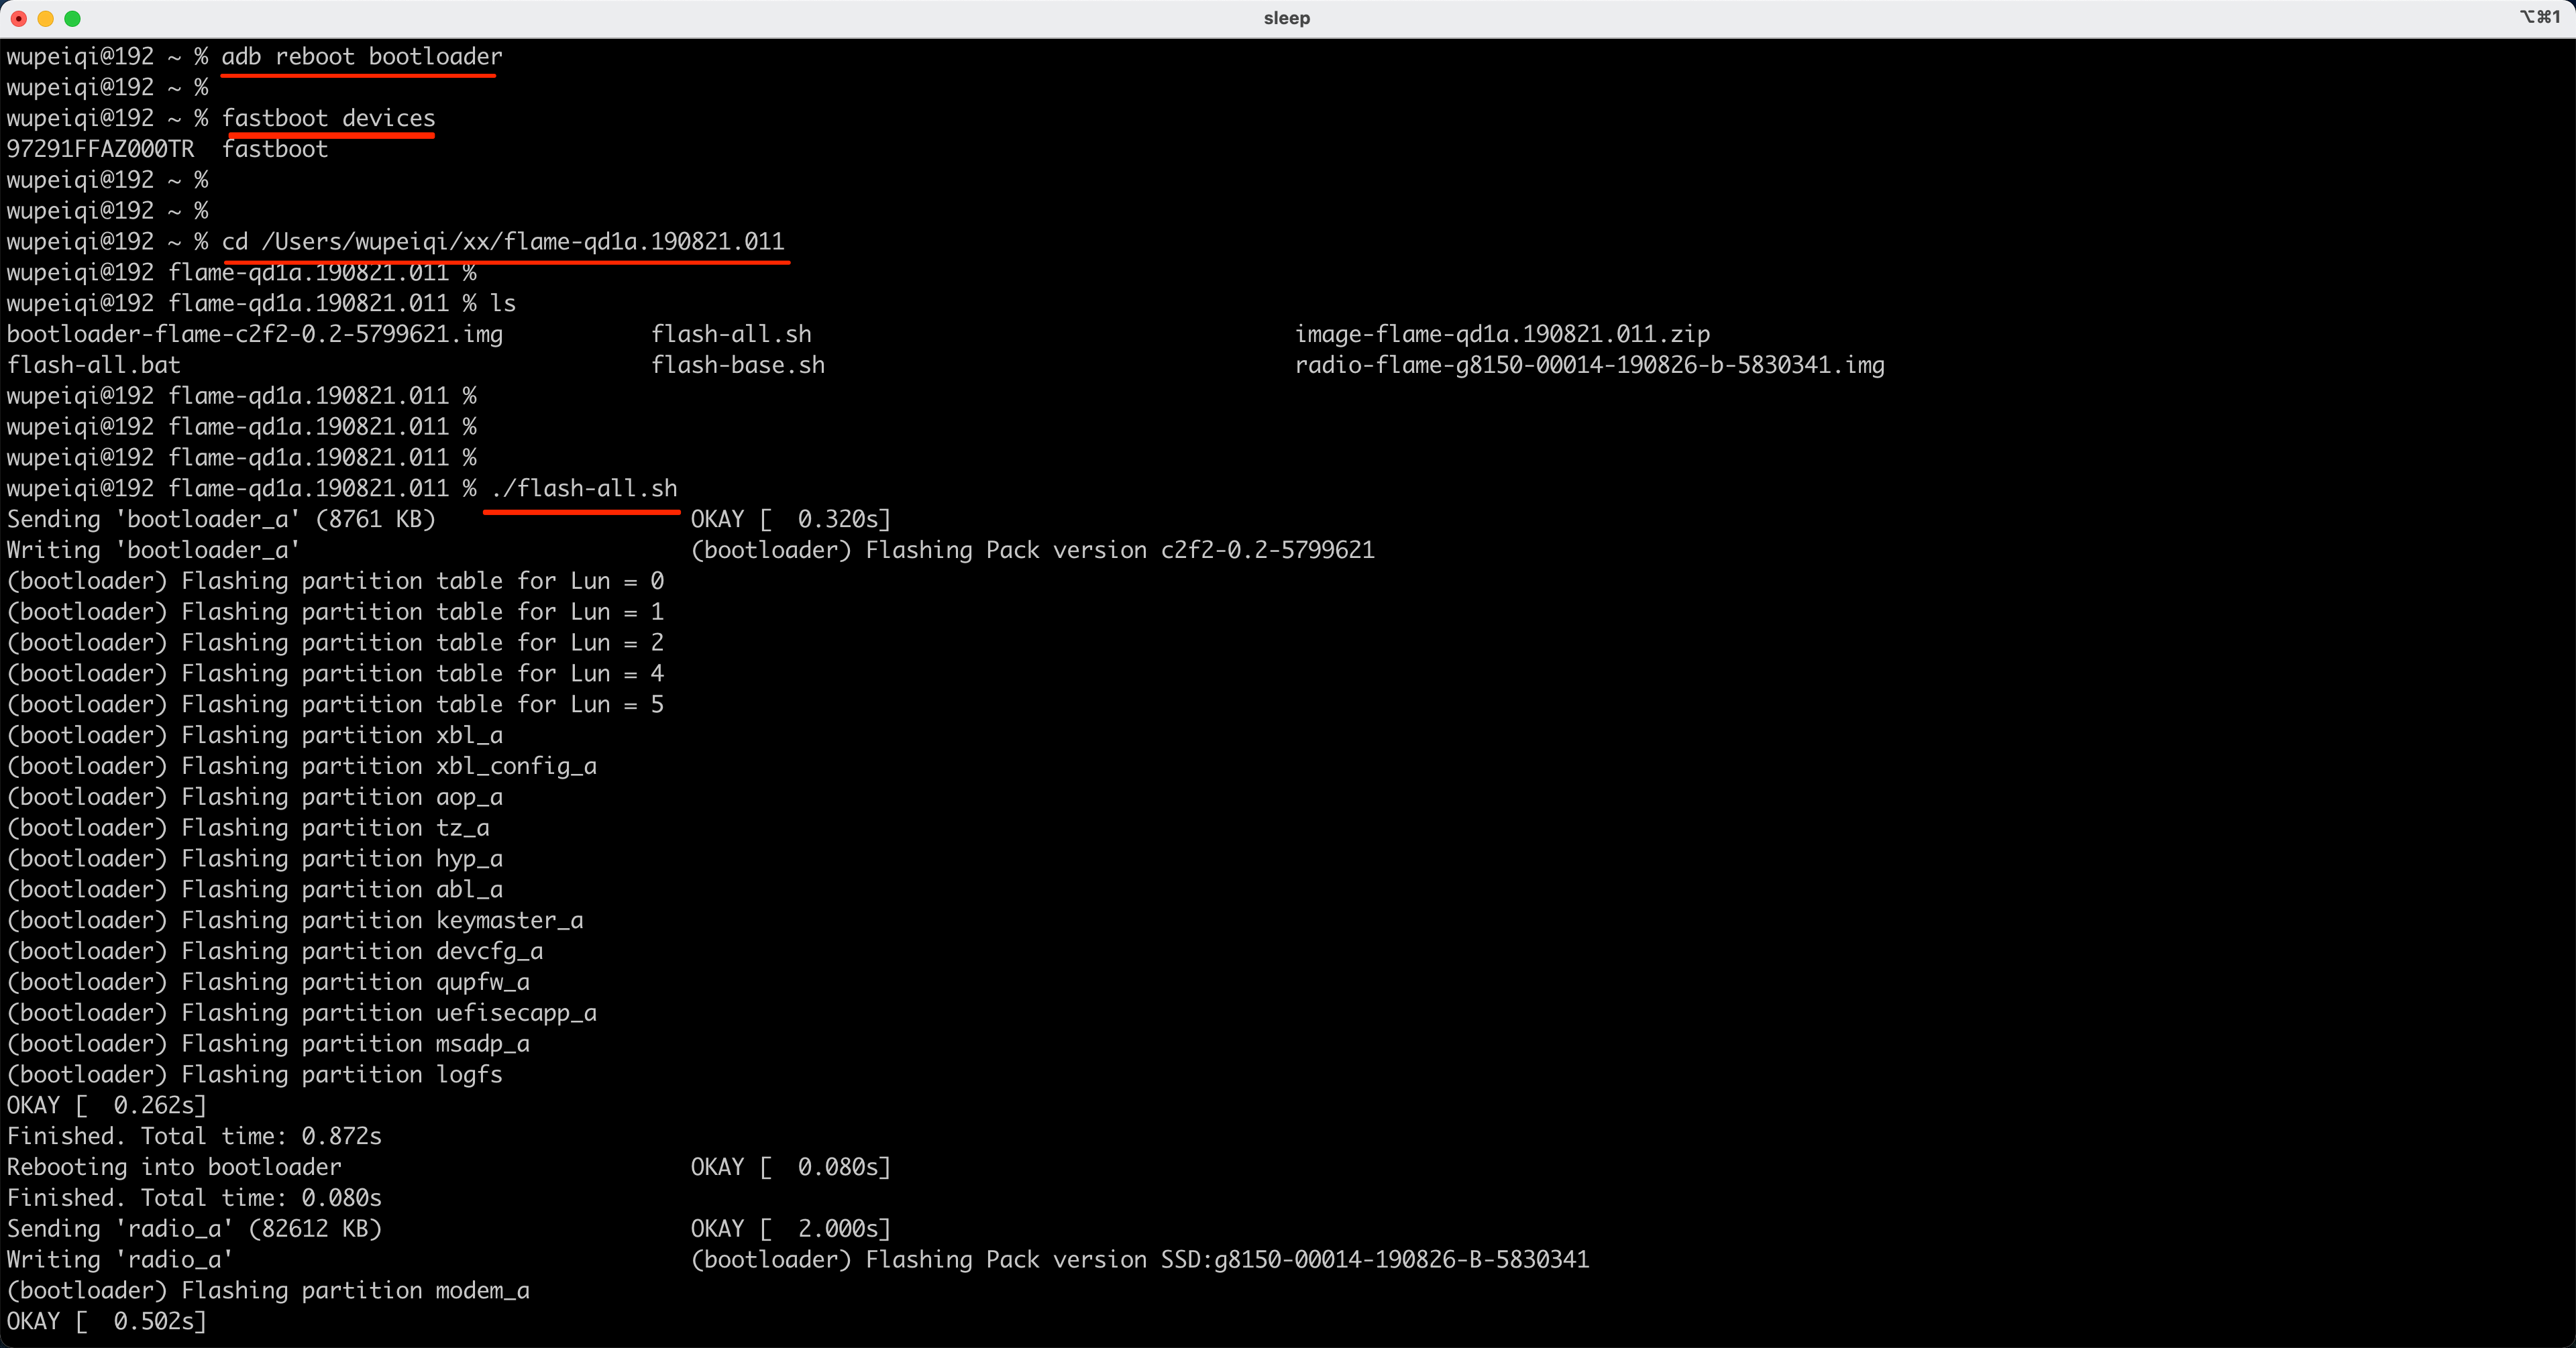 sleep
⌥⌘1
wupeiqi@192 ~ % adb reboot bootloader
wupeiqi@192 ~ %
wupeiqi@192 ~ % fastboot devices
97291FFAZ000TR  fastboot
wupeiqi@192 ~ %
wupeiqi@192 ~ %
wupeiqi@192 ~ % cd /Users/wupeiqi/xx/flame-qd1a.190821.011
wupeiqi@192 flame-qd1a.190821.011 %
wupeiqi@192 flame-qd1a.190821.011 % ls
bootloader-flame-c2f2-0.2-5799621.img           flash-all.sh                                    image-flame-qd1a.190821.011.zip
flash-all.bat                                   flash-base.sh                                   radio-flame-g8150-00014-190826-b-5830341.img
wupeiqi@192 flame-qd1a.190821.011 %
wupeiqi@192 flame-qd1a.190821.011 %
wupeiqi@192 flame-qd1a.190821.011 %
wupeiqi@192 flame-qd1a.190821.011 % ./flash-all.sh
Sending 'bootloader_a' (8761 KB)                   OKAY [  0.320s]
Writing 'bootloader_a'                             (bootloader) Flashing Pack version c2f2-0.2-5799621
(bootloader) Flashing partition table for Lun = 0
(bootloader) Flashing partition table for Lun = 1
(bootloader) Flashing partition table for Lun = 2
(bootloader) Flashing partition table for Lun = 4
(bootloader) Flashing partition table for Lun = 5
(bootloader) Flashing partition xbl_a
(bootloader) Flashing partition xbl_config_a
(bootloader) Flashing partition aop_a
(bootloader) Flashing partition tz_a
(bootloader) Flashing partition hyp_a
(bootloader) Flashing partition abl_a
(bootloader) Flashing partition keymaster_a
(bootloader) Flashing partition devcfg_a
(bootloader) Flashing partition qupfw_a
(bootloader) Flashing partition uefisecapp_a
(bootloader) Flashing partition msadp_a
(bootloader) Flashing partition logfs
OKAY [  0.262s]
Finished. Total time: 0.872s
Rebooting into bootloader                          OKAY [  0.080s]
Finished. Total time: 0.080s
Sending 'radio_a' (82612 KB)                       OKAY [  2.000s]
Writing 'radio_a'                                  (bootloader) Flashing Pack version SSD:g8150-00014-190826-B-5830341
(bootloader) Flashing partition modem_a
OKAY [  0.502s]